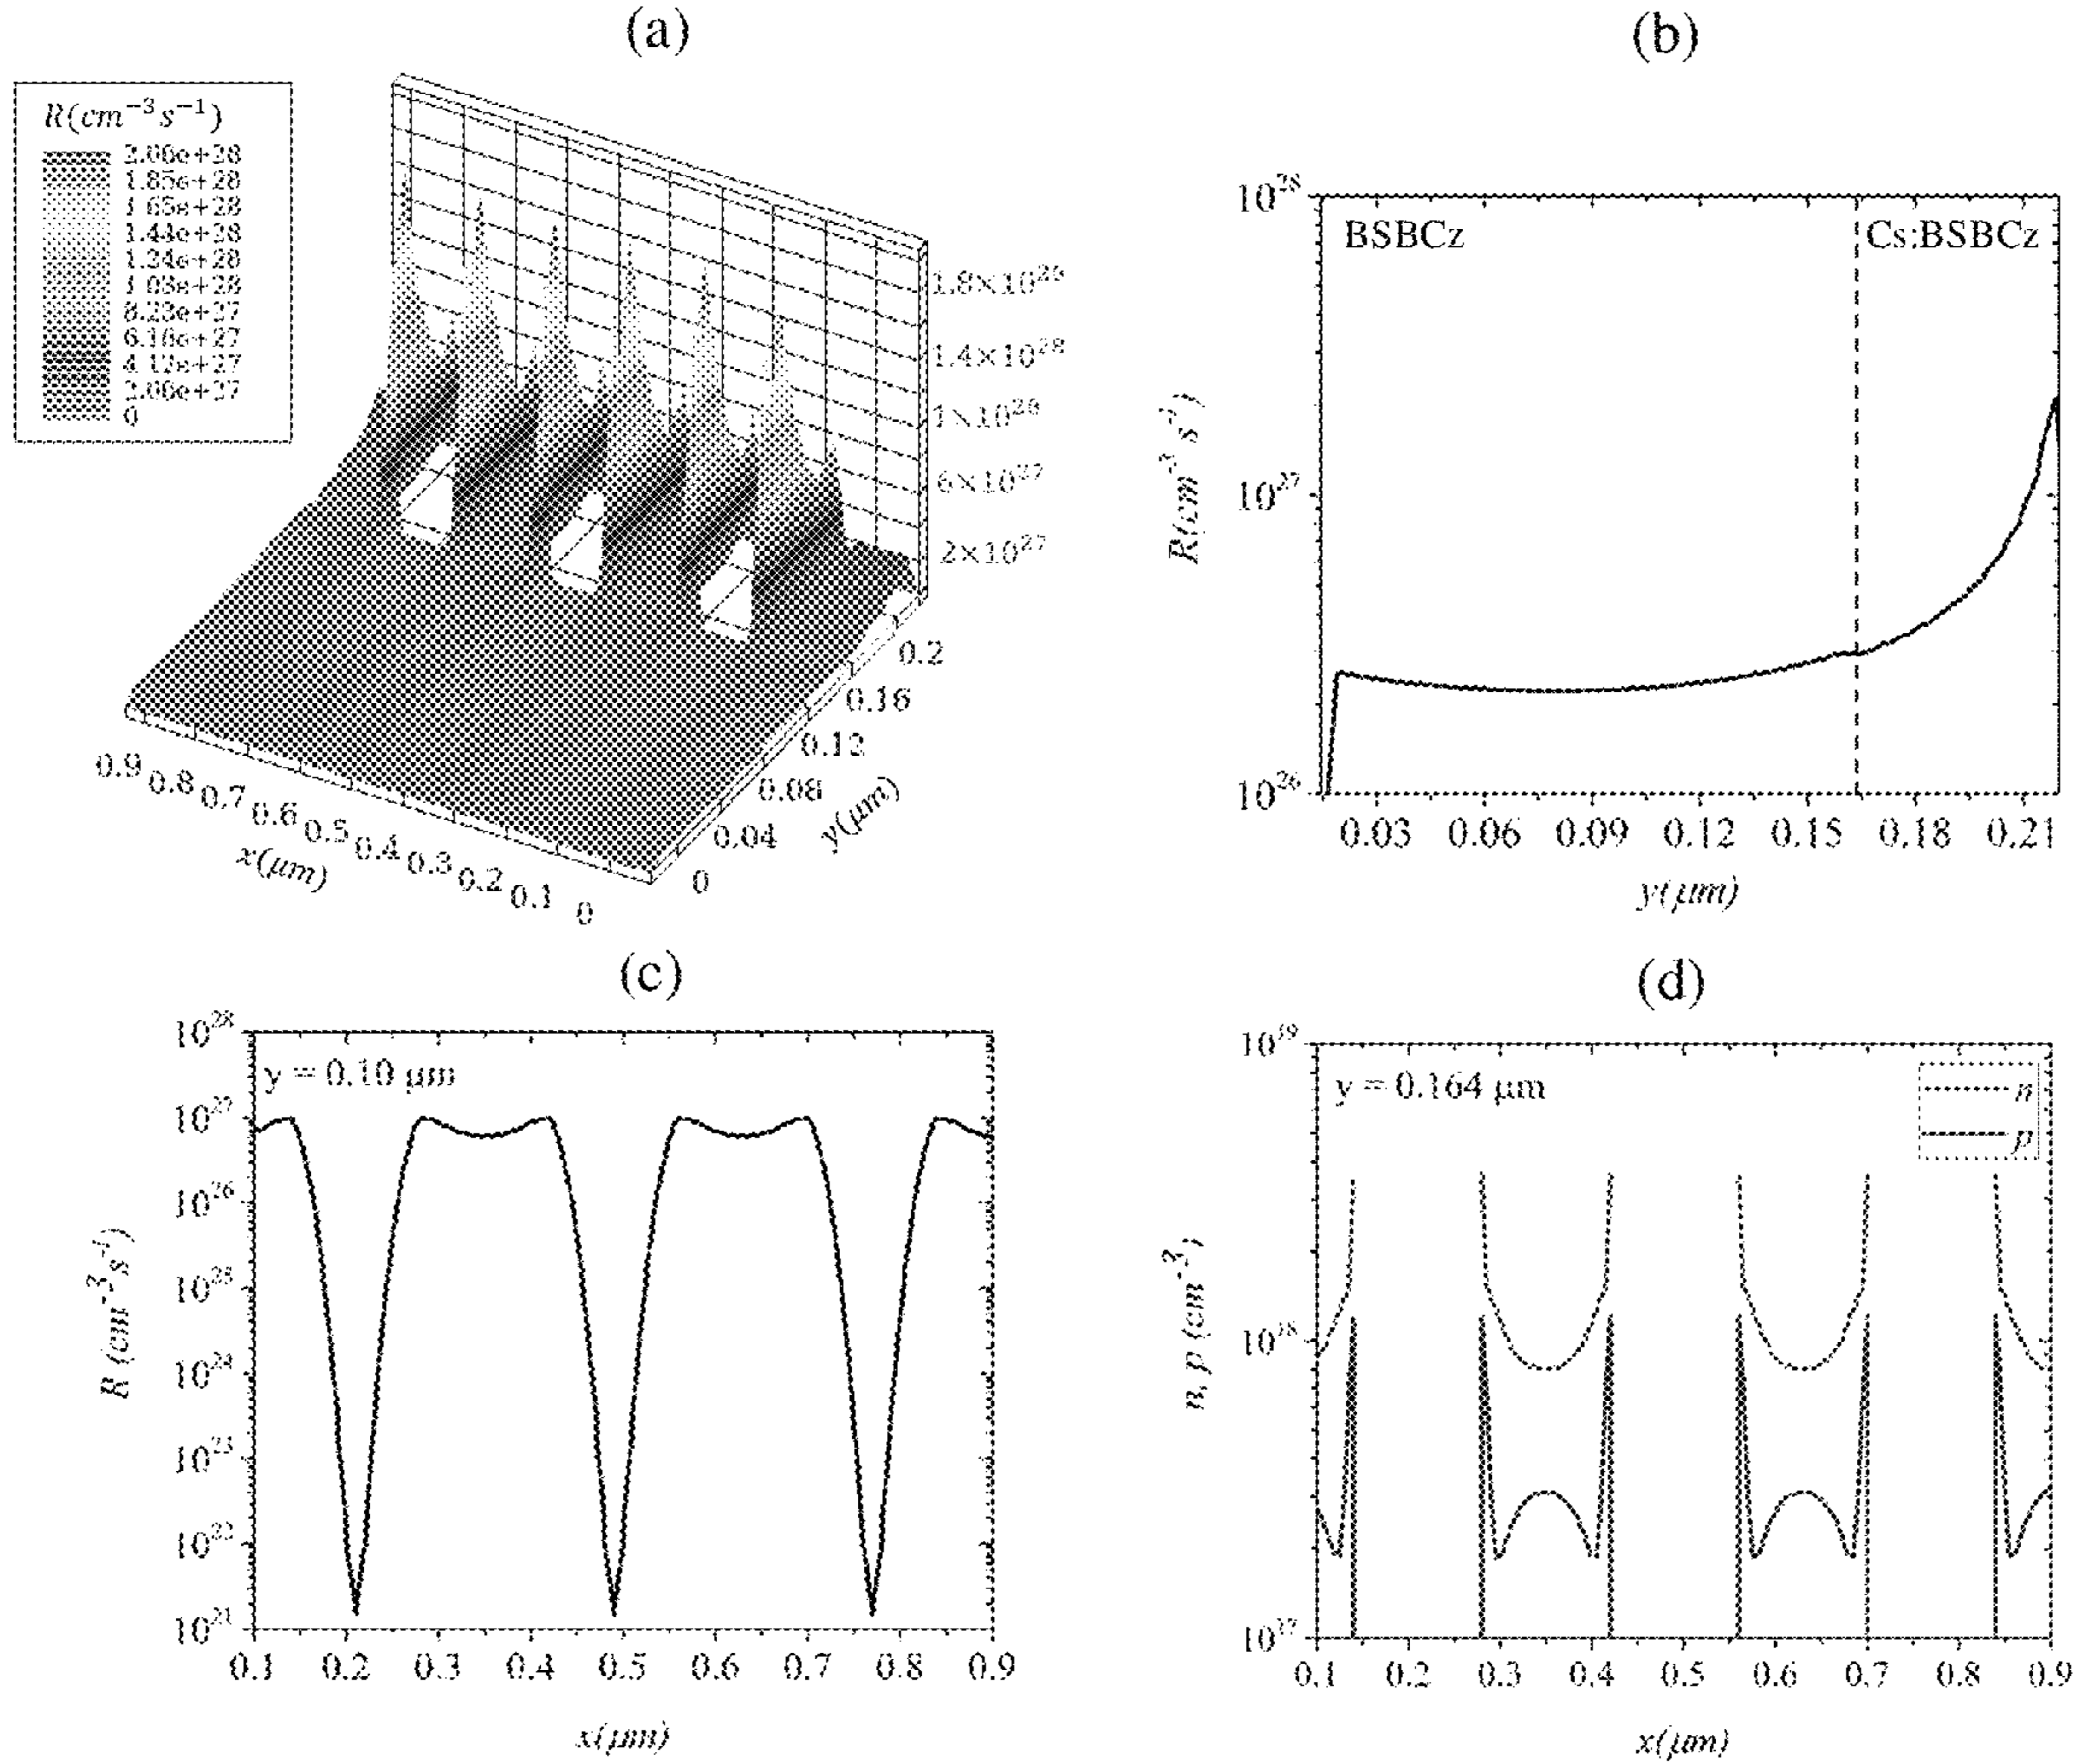 (a)
R(cm⁻³s⁻¹)
2.06e+28
1.85e+28
1.65e+28
1.44e+28
1.24e+28
1.03e+28
8.23e+27
6.18e+27
4.12e+27
2.06e+27
0
1.4×10²⁸
6×10²⁷
2×10²⁷
0.9 0.8 0.7 0.6 0.5 0.4 0.3 0.2 0.1 0
x(μm)
0 0.04 0.08 0.12 0.16 0.2
y(μm)
(b)
10²⁸
BSBCz
Cs:BSBCz
10²⁷
10²⁶
R(cm⁻³ s⁻¹)
0.03 0.06 0.09 0.12 0.15 0.18 0.21
y(μm)
(c)
y = 0.10 μm
10²⁸
10²⁷
10²⁶
10²⁵
10²⁴
10²³
10²²
10²¹
R (cm⁻³s⁻¹)
0.1 0.2 0.3 0.4 0.5 0.6 0.7 0.8 0.9
x(μm)
(d)
y = 0.164 μm
n
p
10¹⁹
10¹⁸
10¹⁷
n, p (cm⁻³)
0.1 0.2 0.3 0.4 0.5 0.6 0.7 0.8 0.9
x(μm)